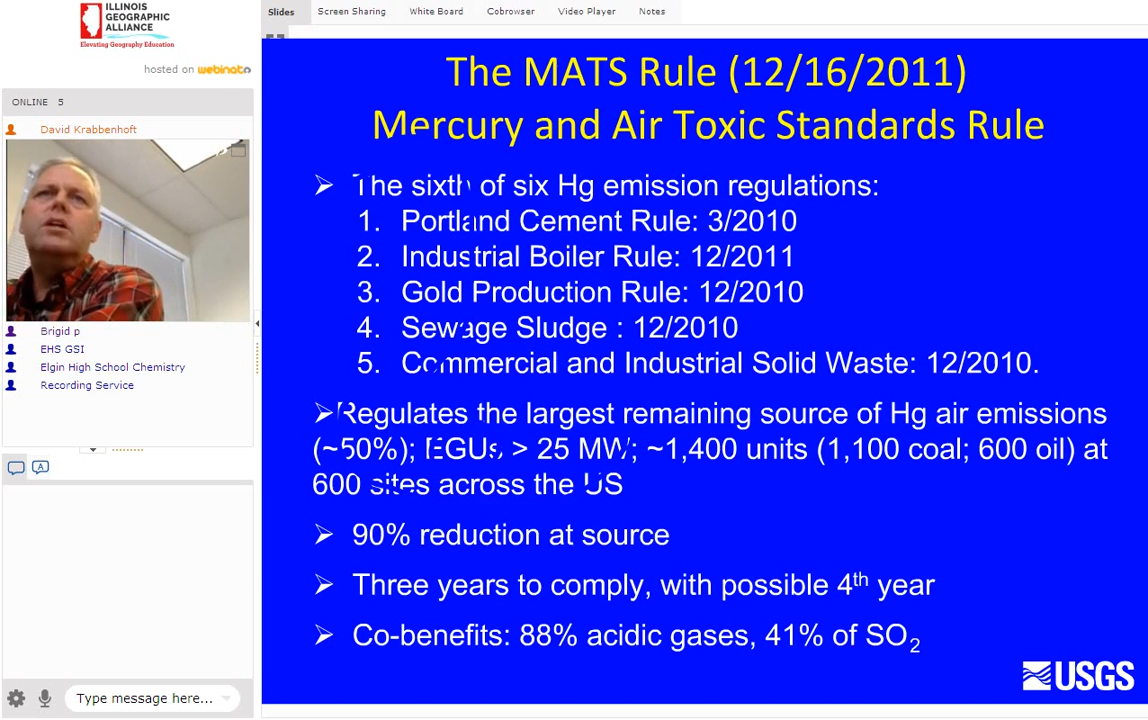 ILLINOIS
GEOGRAPHIC
ALLIANCE
Elevating Geography Education
hosted on webinato
ONLINE 5
David Krabbenhoft
Brigid p
EHS GSI
Elgin High School Chemistry
Recording Service
A
Type message here...
Slides Screen Sharing White Board Cobrowser Video Player Notes
The MATS Rule (12/16/2011)
Mercury and Air Toxic Standards Rule
➢ The sixth of six Hg emission regulations:
1. Portland Cement Rule: 3/2010
2. Industrial Boiler Rule: 12/2011
3. Gold Production Rule: 12/2010
4. Sewage Sludge : 12/2010
5. Commercial and Industrial Solid Waste: 12/2010.
➢Regulates the largest remaining source of Hg air emissions
(~50%); EGUs > 25 MW; ~1,400 units (1,100 coal; 600 oil) at
600 sites across the US
➢ 90% reduction at source
➢ Three years to comply, with possible 4th year
➢ Co-benefits: 88% acidic gases, 41% of SO2
USGS